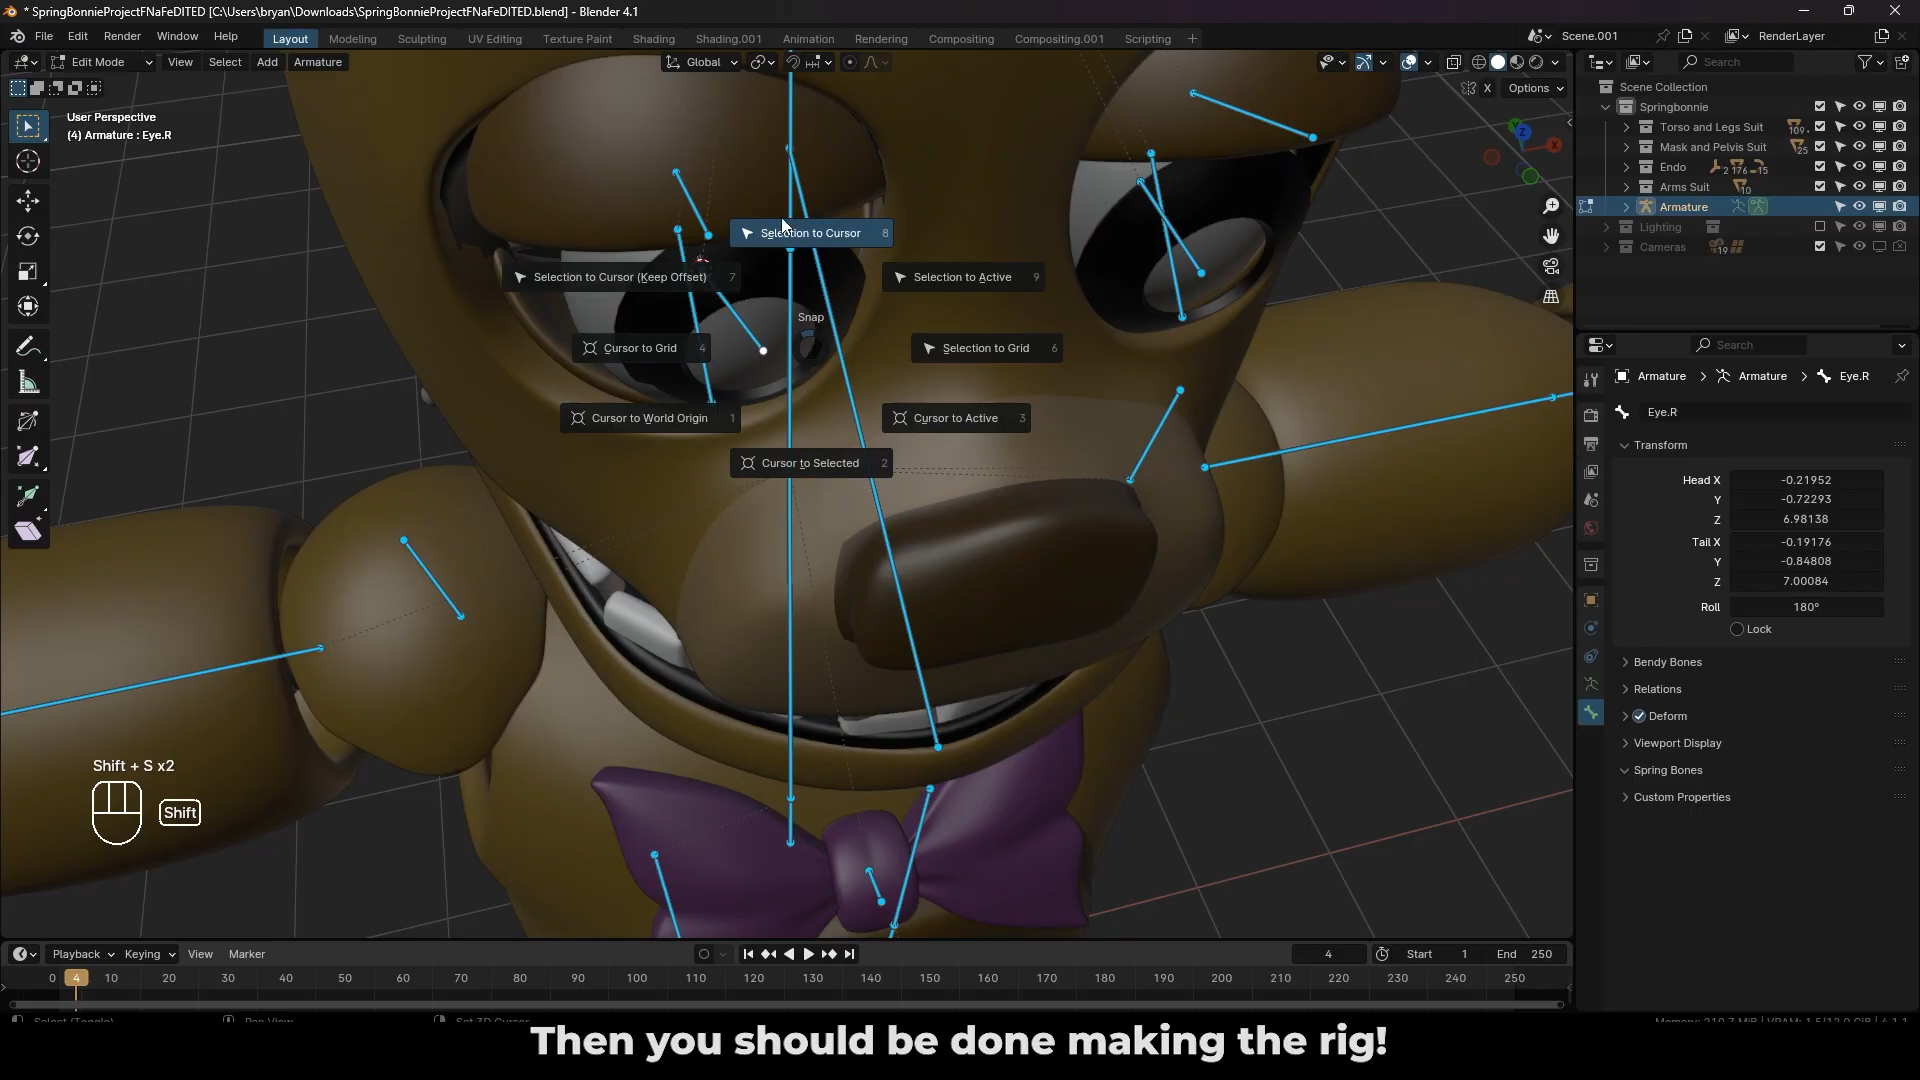 * SpringBonnieProjectFNaFeDITED [C:\Users\bryan\Downloads\SpringBonnieProjectFNaFeDITED.blend] - Blender 4.1
File Edit Render Window Help Layout Modeling Sculpting UV Editing Texture Paint Shading Shading.001 Animation Rendering Compositing Compositing.001 Scripting + Scene.001 RenderLayer
Edit Mode View Select Add Armature Global Search
X Options
User Perspective
(4) Armature : Eye.R
Scene Collection
Springbonnie
Torso and Legs Suit 109
Mask and Pelvis Suit 25
Endo 2 176 15
Arms Suit 10
Armature
Lighting
Cameras 19
Z
X
Selection to Cursor 8
Selection to Cursor (Keep Offset) 7
Selection to Active 9
Snap
Cursor to Grid 4
Selection to Grid 6
Cursor to World Origin 1
Cursor to Active 3
Cursor to Selected 2
Search
Armature Armature Eye.R
Eye.R
Transform
Head X -0.21952
Y -0.72293
Z 6.98138
Tail X -0.19176
Y -0.84808
Z 7.00084
Roll 180°
Lock
Bendy Bones
Relations
Deform
Viewport Display
Spring Bones
Custom Properties
Shift + S x2
Shift
Playback Keying View Marker 4 Start 1 End 250
0 4 10 20 30 40 50 60 70 80 90 100 110 120 130 140 150 160 170 180 190 200 210 220 230 240 250
Then you should be done making the rig!